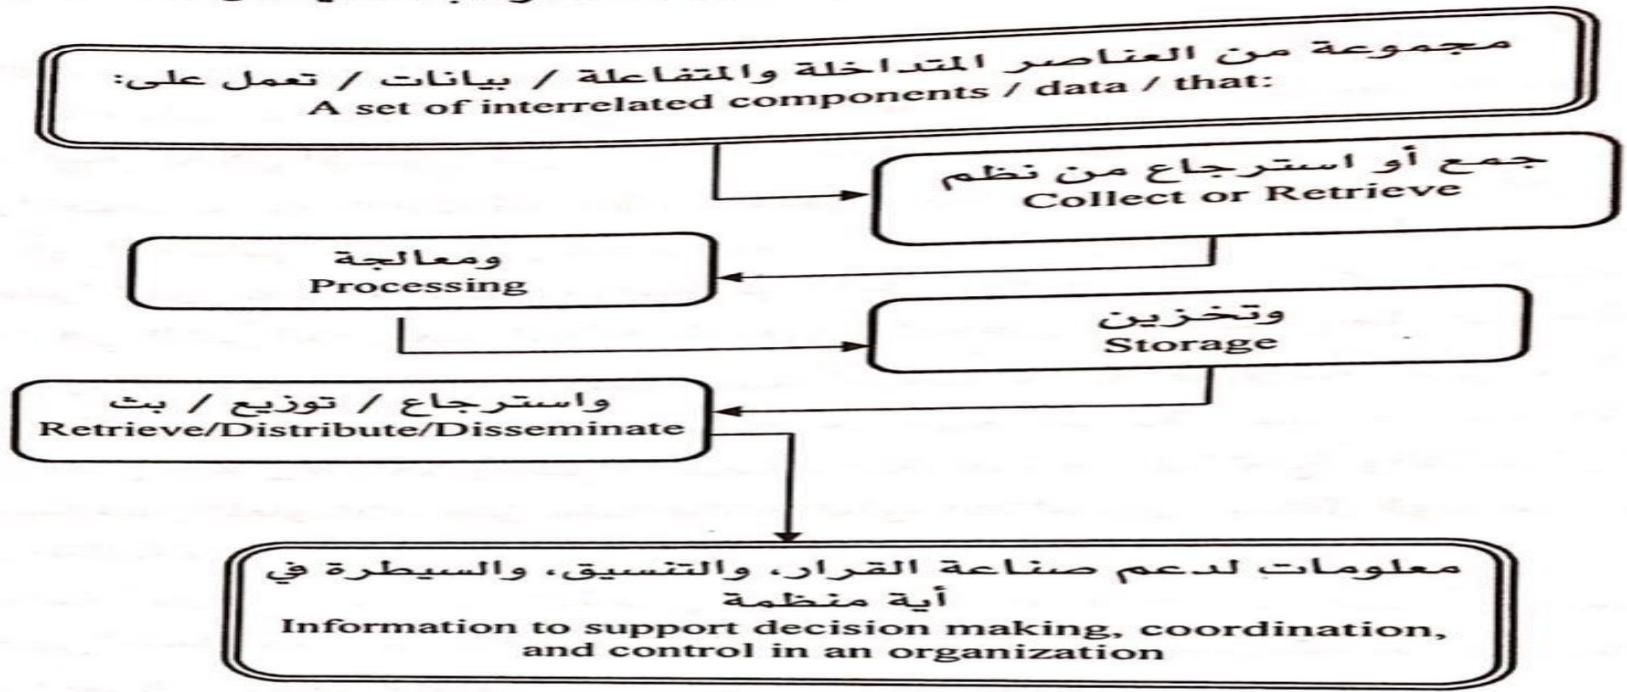 مجموعة من العناصر المتداخلة والمتفاعلة / بيانات / تعمل على:
A set of interrelated components / data / that:
جمع أو استرجاع من نظم
Collect or Retrieve
ومعالجة
Processing
وتخزين
Storage
واسترجاع / توزيع / بث
Retrieve/Distribute/Disseminate
معلومات لدعم صناعة القرار، والتنسيق، والسيطرة في
أية منظمة
Information to support decision making, coordination,
and control in an organization